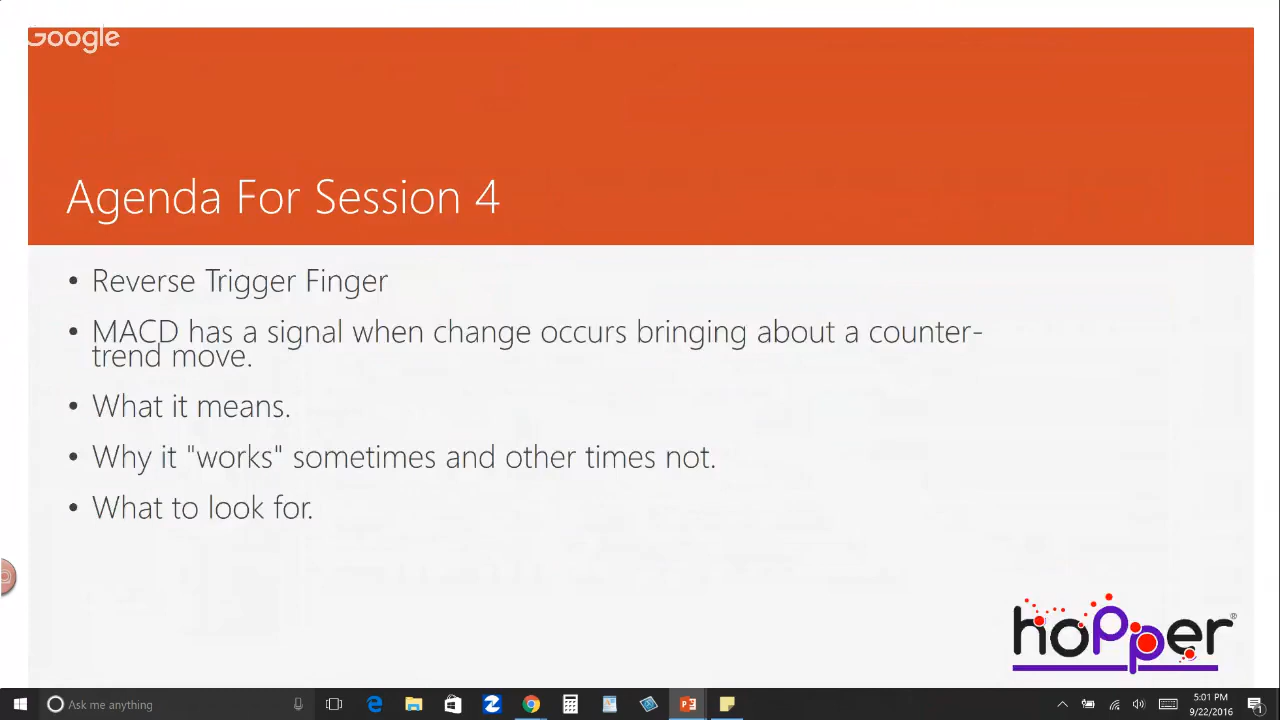 Google
Agenda For Session 4
• Reverse Trigger Finger
• MACD has a signal when change occurs bringing about a counter-
trend move.
• What it means.
• Why it "works" sometimes and other times not.
• What to look for.
hopper®
Ask me anything
5:01 PM
9/22/2016